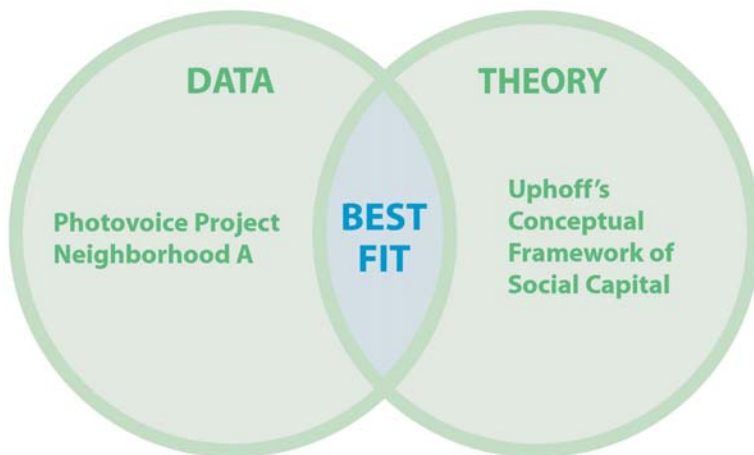 DATA
THEORY
Photovoice Project
Neighborhood A
BEST
FIT
Uphoff's
Conceptual
Framework of
Social Capital